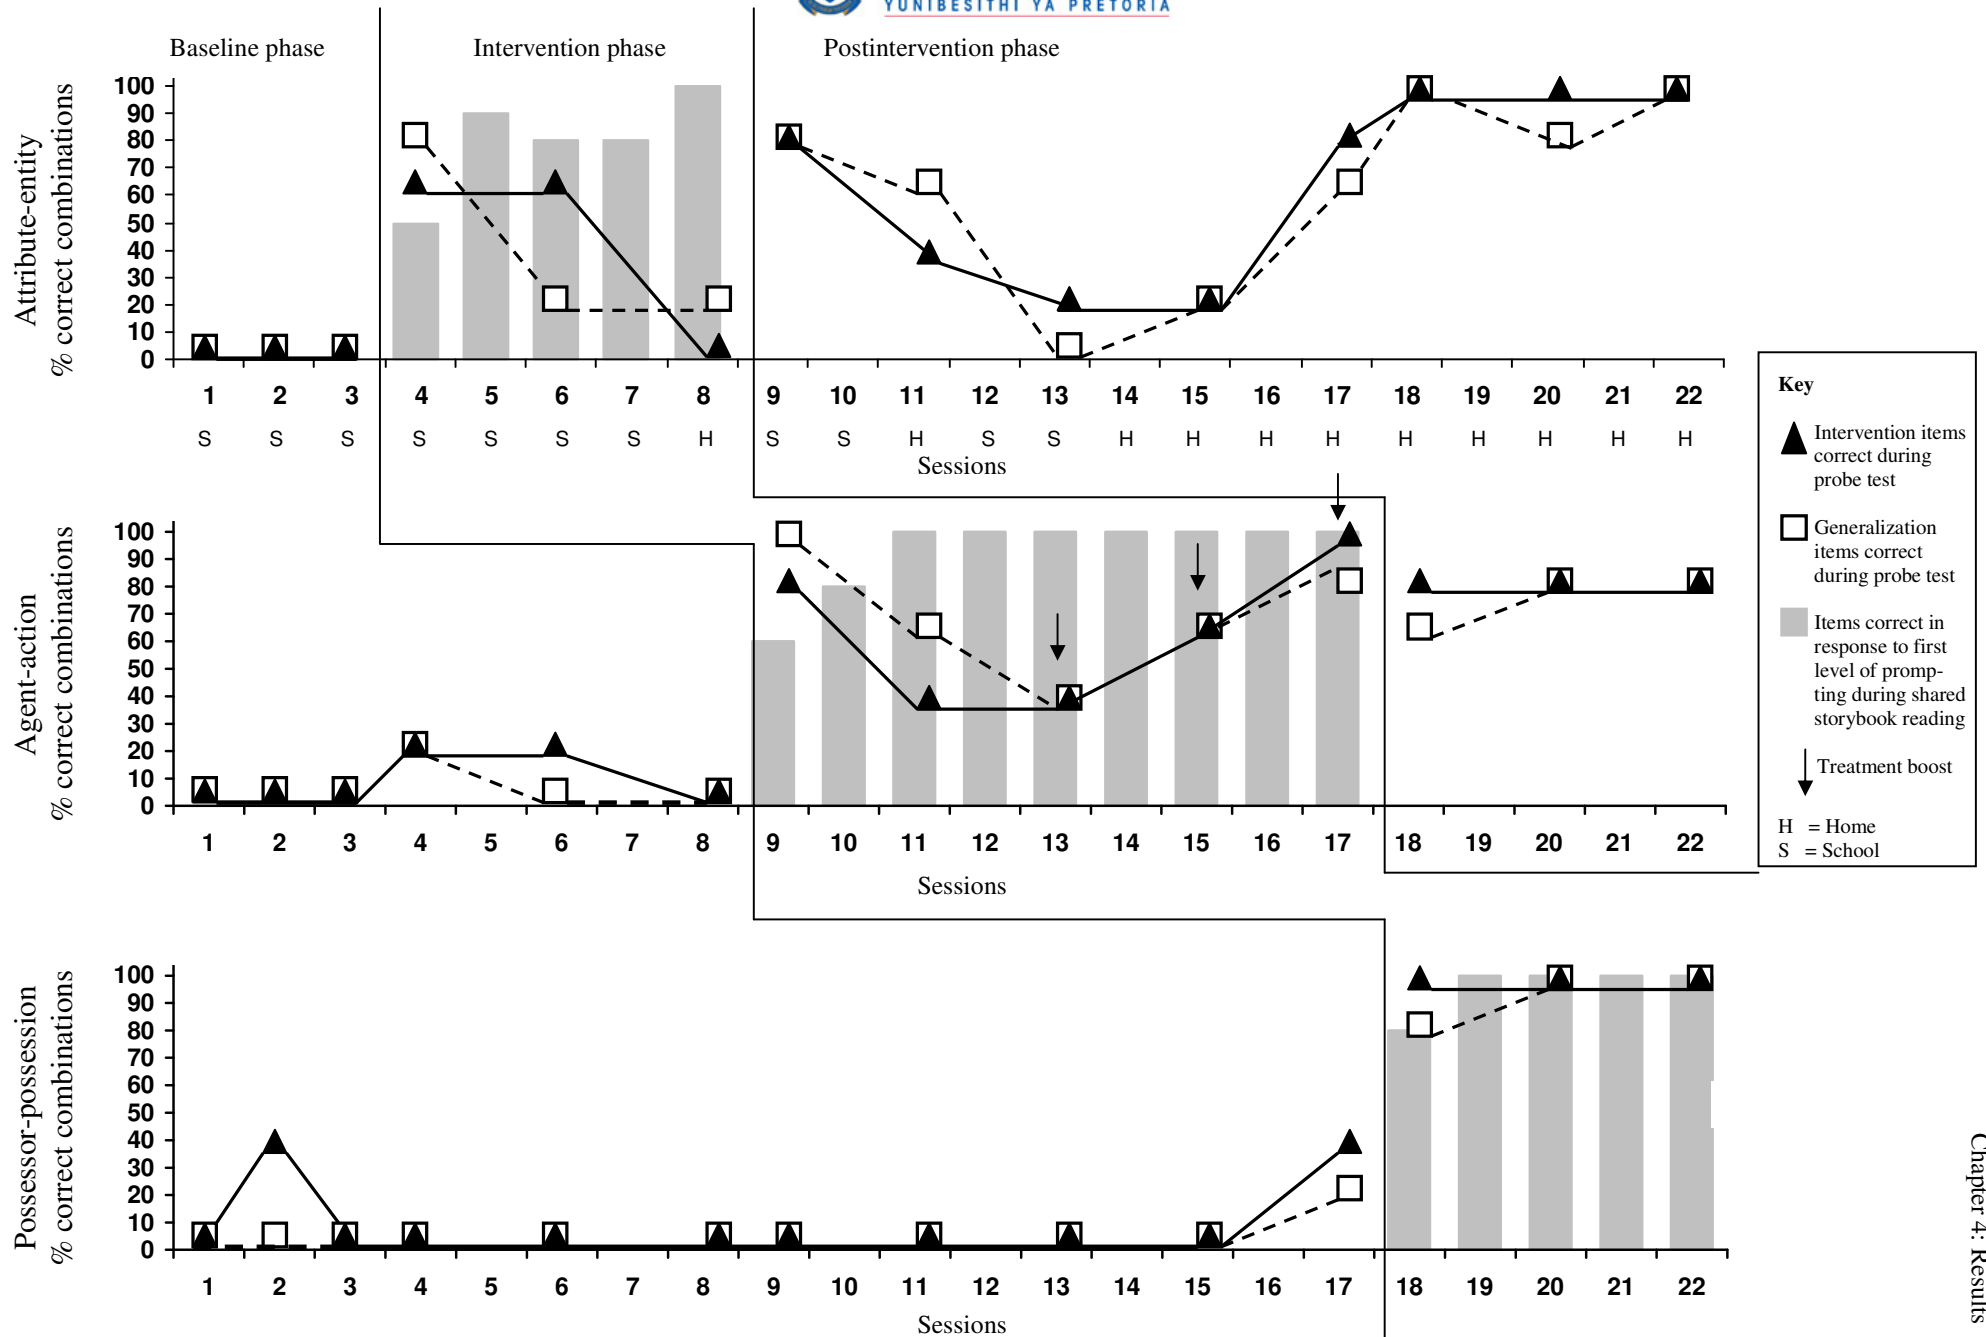 YUNIBESITHI YA PRETORIA
Baseline phase Intervention phase Postintervention phase
Attribute-entity
% correct combinations
100
90
80
70
60
50
40
30
20
10
0
1 2 3 4 5 6 7 8 9 10 11 12 13 14 15 16 17 18 19 20 21 22
S S S S S S S H S S H S S H H H H H H H H H
Sessions
Agent-action
% correct combinations
100
90
80
70
60
50
40
30
20
10
0
1 2 3 4 5 6 7 8 9 10 11 12 13 14 15 16 17 18 19 20 21 22
Sessions
Possessor-possession
% correct combinations
100
90
80
70
60
50
40
30
20
10
0
1 2 3 4 5 6 7 8 9 10 11 12 13 14 15 16 17 18 19 20 21 22
Sessions
Key
Intervention items
correct during
probe test
Generalization
items correct
during probe test
Items correct in
response to first
level of promp-
ting during shared
storybook reading
Treatment boost
H = Home
S = School
Chapter 4: Results